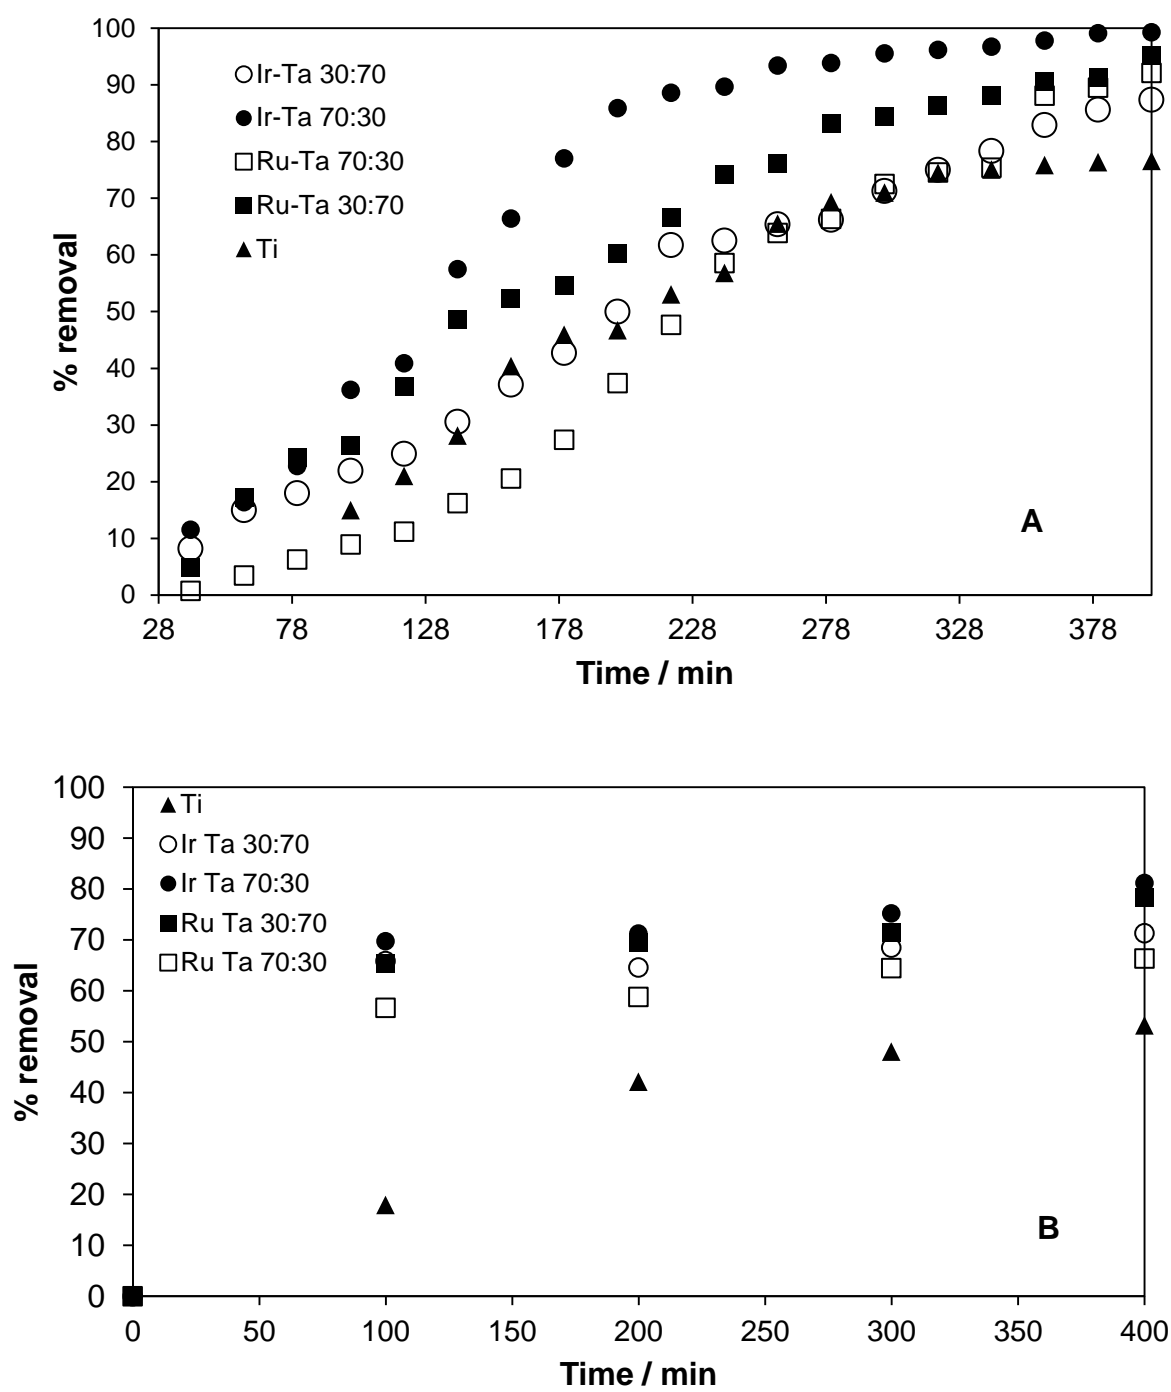 100
90
80
70
60
50
40
30
20
10
0
% removal
Ir-Ta 30:70
Ir-Ta 70:30
Ru-Ta 70:30
Ru-Ta 30:70
Ti
A
28 78 128 178 228 278 328 378
Time / min
100
90
80
70
60
50
40
30
20
10
0
% removal
Ti
Ir Ta 30:70
Ir Ta 70:30
Ru Ta 30:70
Ru Ta 70:30
B
0 50 100 150 200 250 300 350 400
Time / min